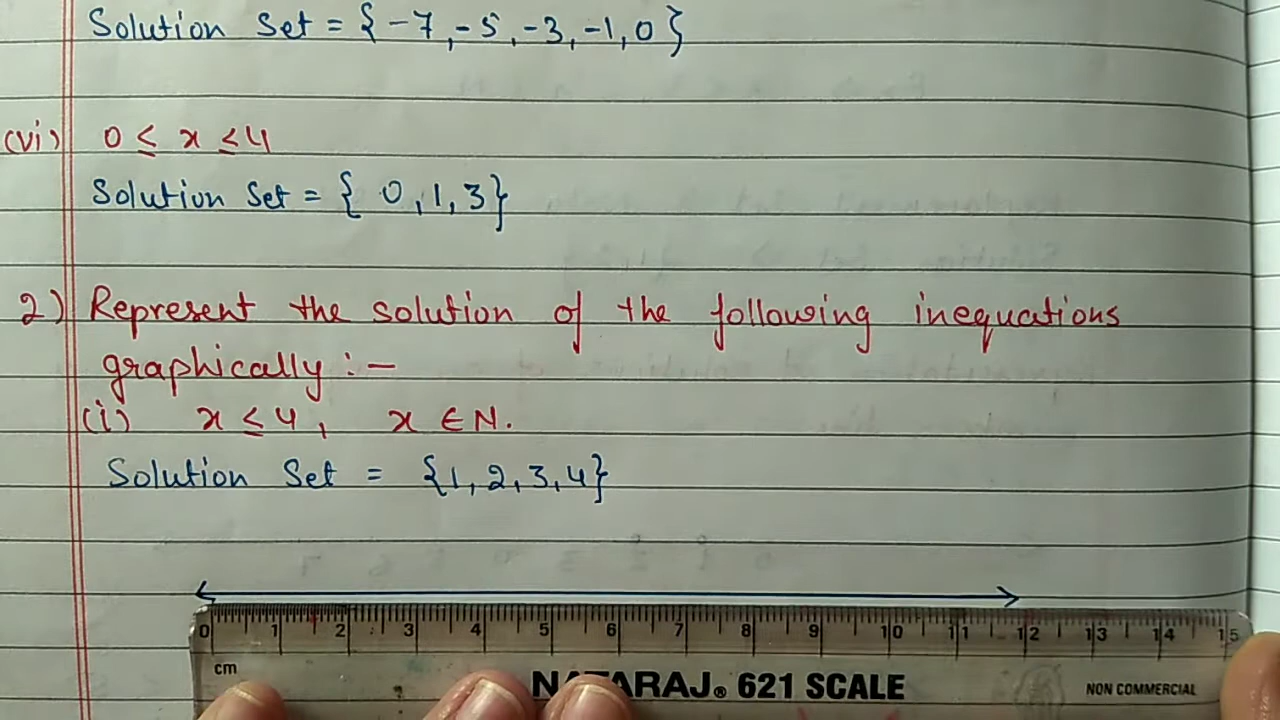 Solution Set = {-7,-5,-3,-1,0}
(vi) 0 ≤ x ≤ 4
Solution Set = { 0,1,3}
2) Represent the solution of the following inequations
graphically :-
(i) x ≤ 4, x ∈ N.
Solution Set = {1,2,3,4}
0 1 2 3 4 5 6 7 8 9 10 11 12 13 14 15
cm
NATARAJ® 621 SCALE
NON COMMERCIAL